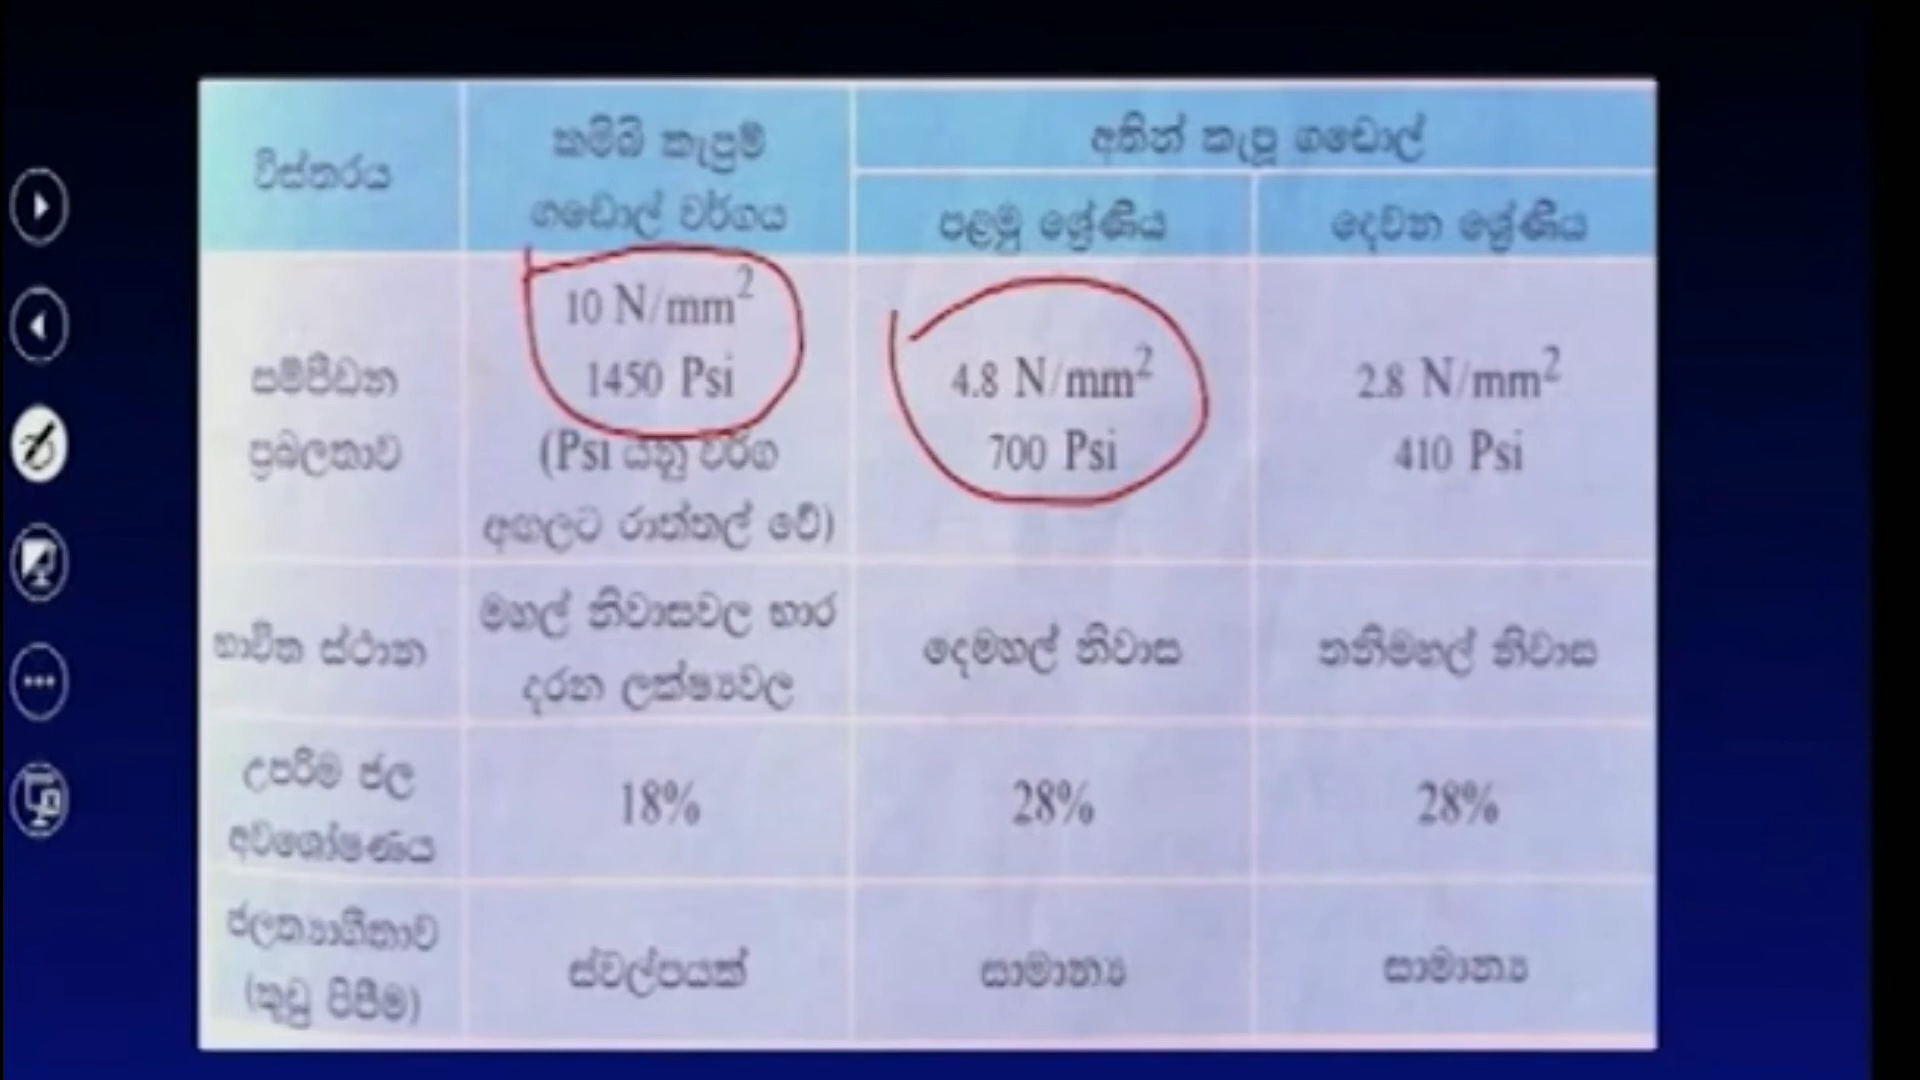 විස්තරය
කම්බි කැපුම්
ගඩොල් වර්ගය
අතින් කැපූ ගඩොල්
පළමු ශ්‍රේණිය
දෙවන ශ්‍රේණිය
සම්පීඩන
ප්‍රබලතාව
10 N/mm²
1450 Psi
(Psi යනු වර්ග
අඟලට රාත්තල් වේ)
4.8 N/mm²
700 Psi
2.8 N/mm²
410 Psi
භාවිත ස්ථාන
මහල් නිවාසවල භාර
දරන ලක්ෂ්‍යවල
දෙමහල් නිවාස
තනිමහල් නිවාස
උපරිම ජල
අවශෝෂණය
18%
28%
28%
ජලත්‍යාගීතාව
(කුඩු පිපීම)
ස්වල්පයක්
සාමාන්‍ය
සාමාන්‍ය